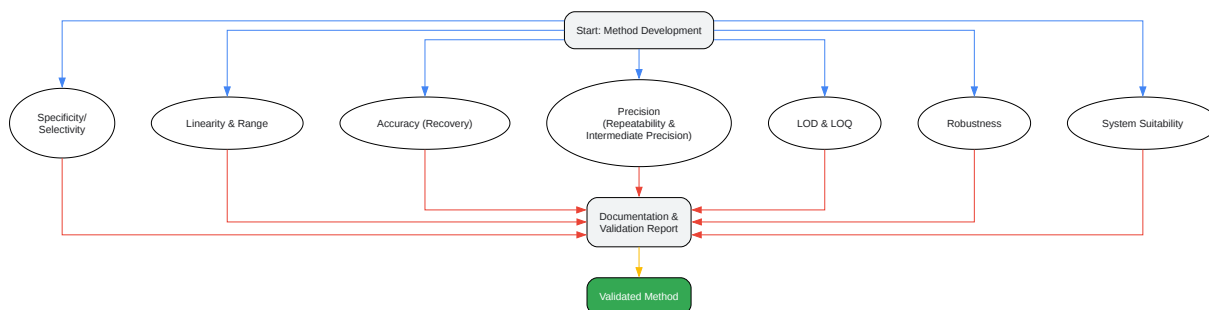 Start: Method Development
Specificity/
Selectivity
Linearity & Range
Accuracy (Recovery)
Precision
(Repeatability &
Intermediate Precision)
LOD & LOQ
Robustness
System Suitability
Documentation &
Validation Report
Validated Method